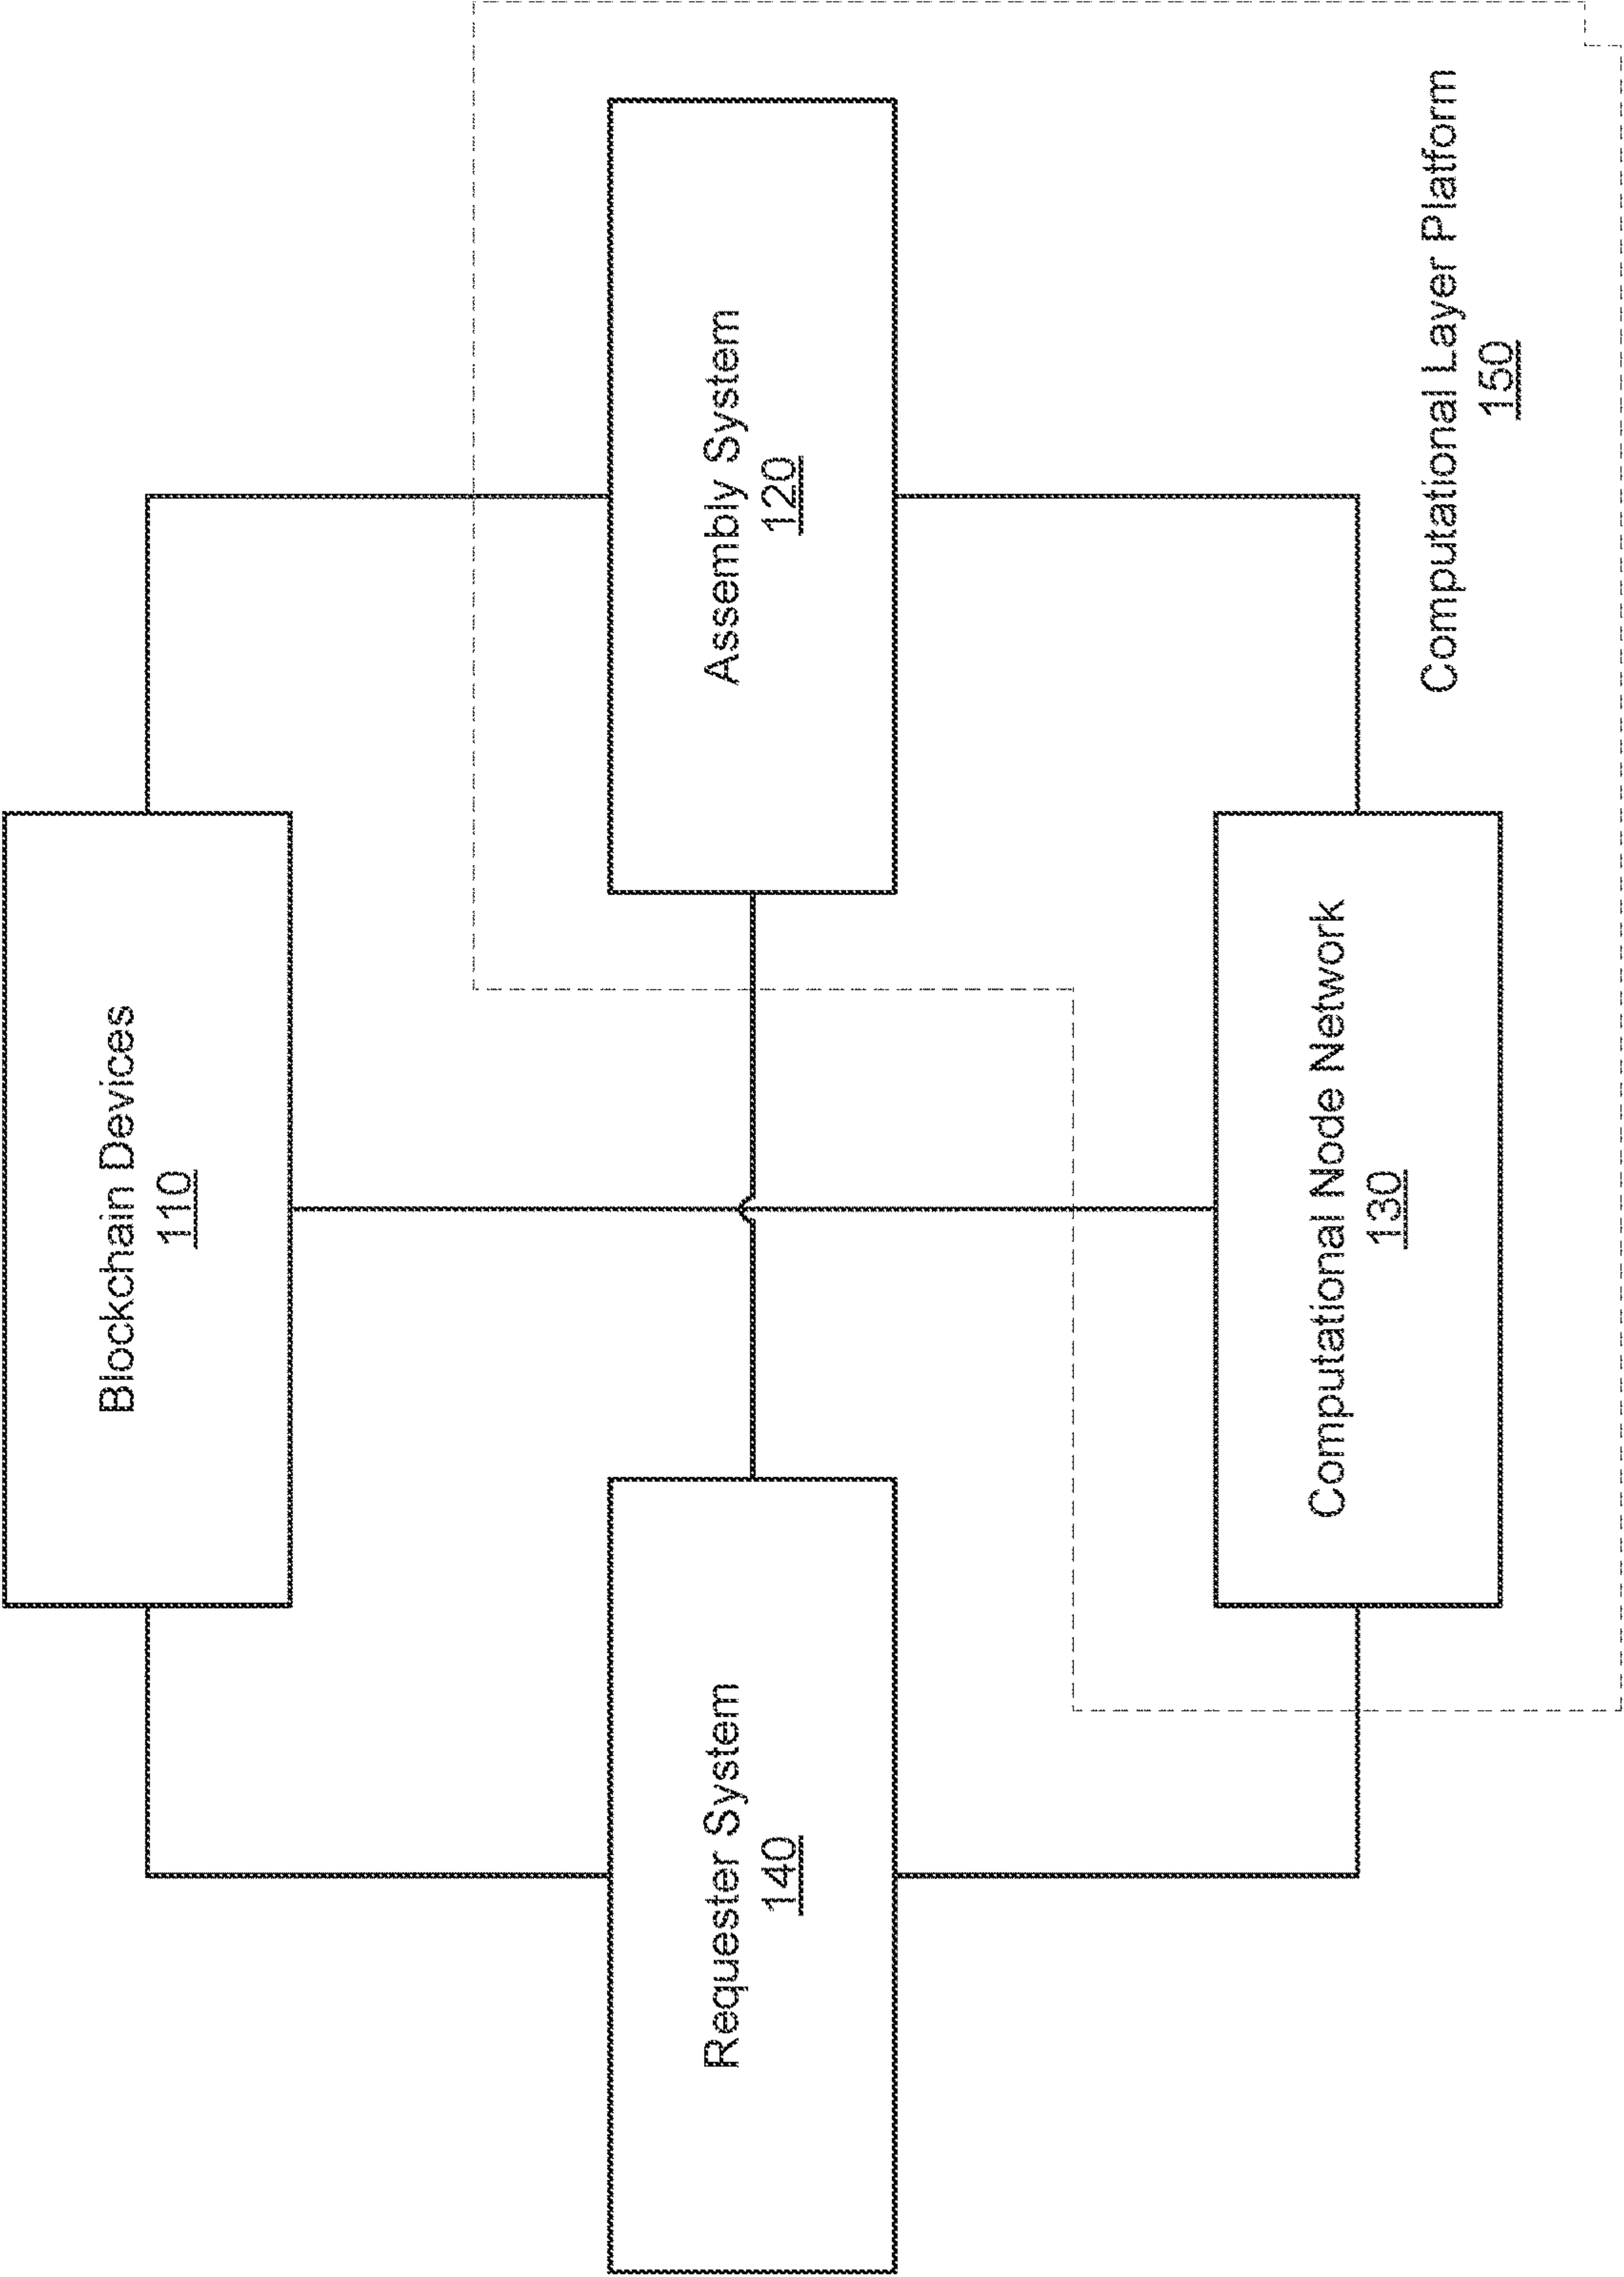 Blockchain Devices
110
Requester System
140
Assembly System
120
Computational Node Network
130
Computational Layer Platform
150